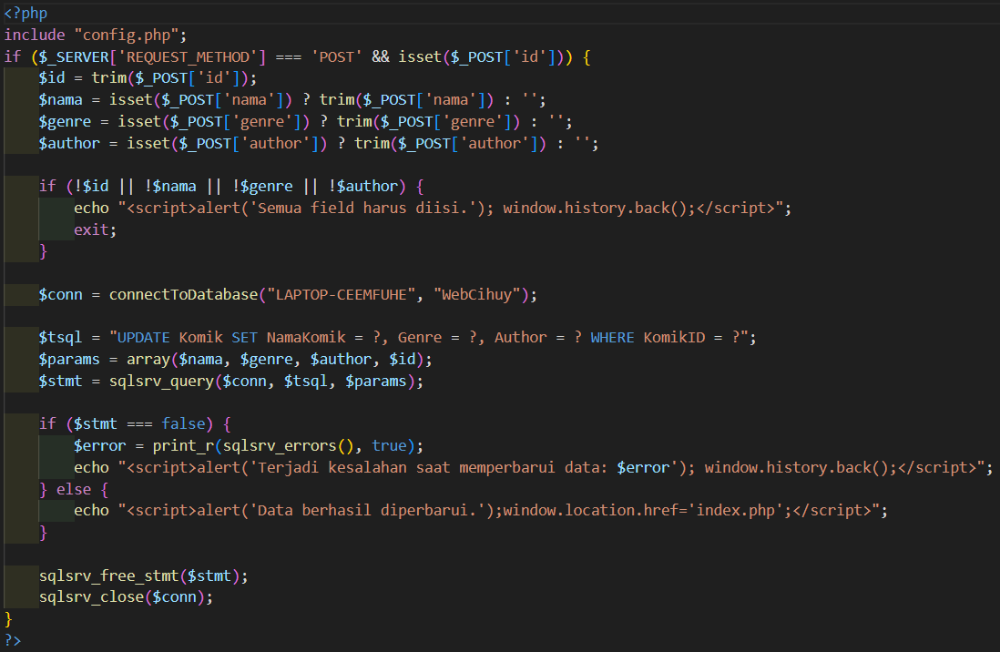 <?php
include "config.php";
if ($_SERVER['REQUEST_METHOD'] === 'POST' && isset($_POST['id'])) {
    $id = trim($_POST['id']);
    $nama = isset($_POST['nama']) ? trim($_POST['nama']) : '';
    $genre = isset($_POST['genre']) ? trim($_POST['genre']) : '';
    $author = isset($_POST['author']) ? trim($_POST['author']) : '';

    if (!$id || !$nama || !$genre || !$author) {
        echo "<script>alert('Semua field harus diisi.'); window.history.back();</script>";
        exit;
    }

    $conn = connectToDatabase("LAPTOP-CEEMFUHE", "WebCihuy");

    $tsql = "UPDATE Komik SET NamaKomik = ?, Genre = ?, Author = ? WHERE KomikID = ?";
    $params = array($nama, $genre, $author, $id);
    $stmt = sqlsrv_query($conn, $tsql, $params);

    if ($stmt === false) {
        $error = print_r(sqlsrv_errors(), true);
        echo "<script>alert('Terjadi kesalahan saat memperbarui data: $error'); window.history.back();</script>";
    } else {
        echo "<script>alert('Data berhasil diperbarui.');window.location.href='index.php';</script>";
    }

    sqlsrv_free_stmt($stmt);
    sqlsrv_close($conn);
}
?>